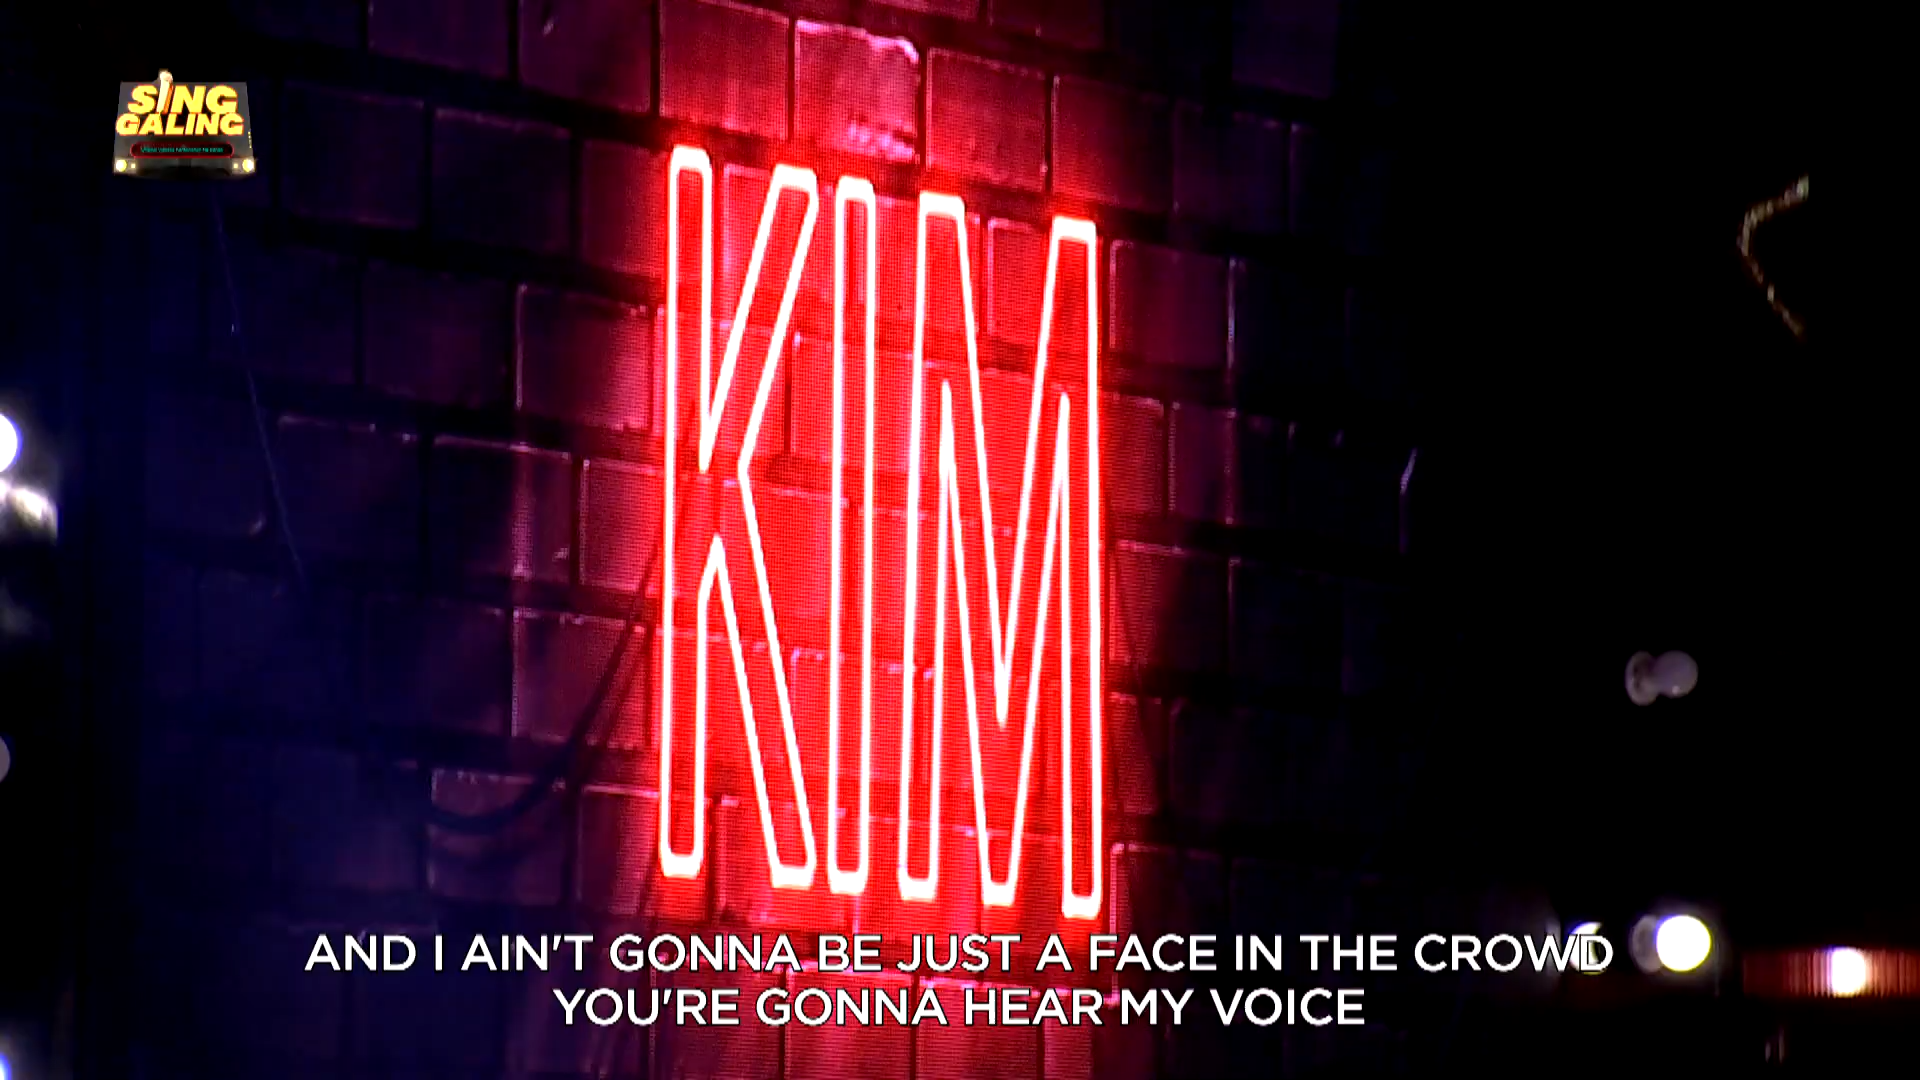 SING
GALING
KIM
AND I AIN'T GONNA BE JUST A FACE IN THE CROWD
YOU'RE GONNA HEAR MY VOICE